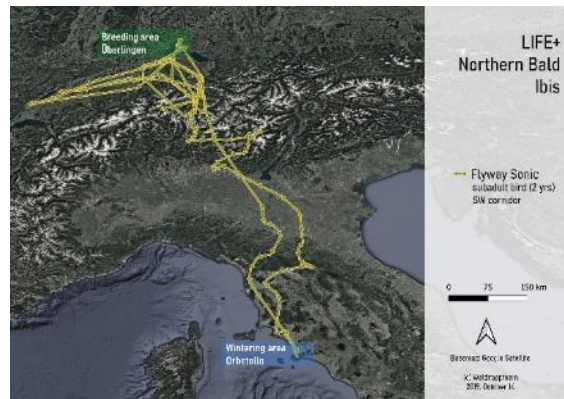 Breeding area
Überlingen
LIFE+
Northern Bald
Ibis
Flyway Sonic
subadult bird (2 yrs)
SW corridor
0 75 150 km
Wintering area
Orbetello
Basemap Google Satellite
(c) Waldrappteam
2019, October